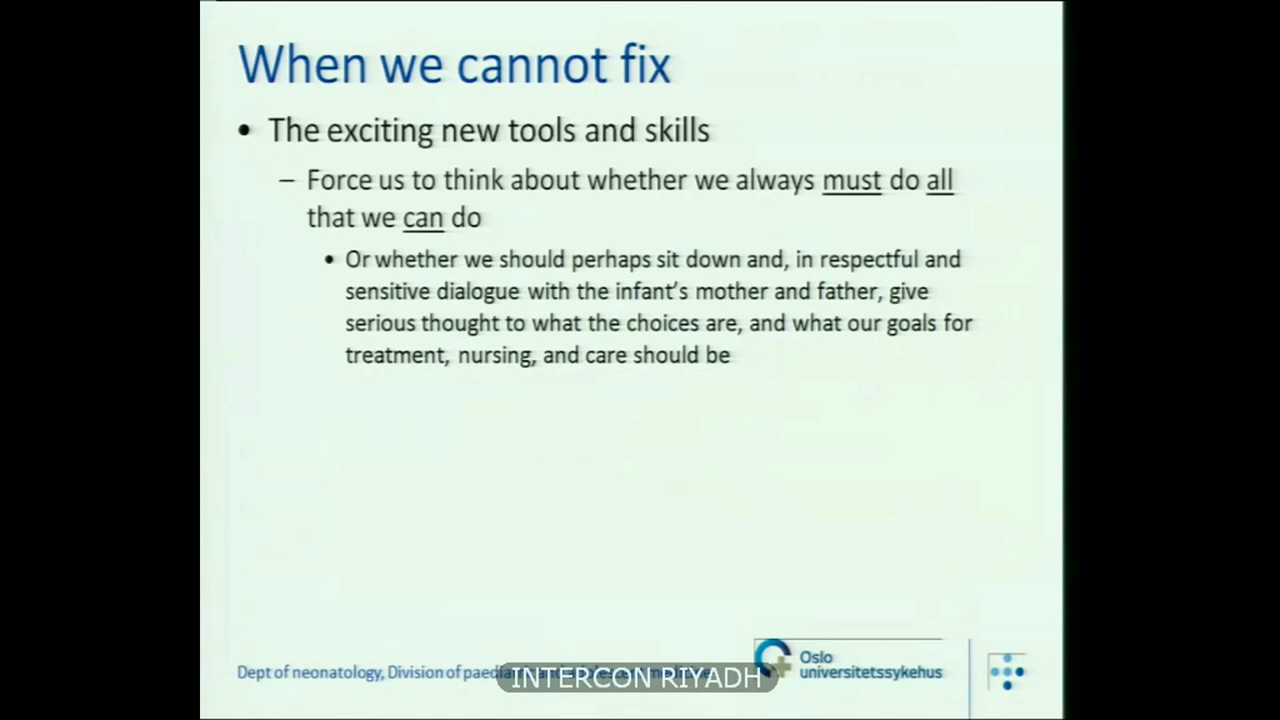 When we cannot fix
• The exciting new tools and skills
– Force us to think about whether we always must do all
that we can do
• Or whether we should perhaps sit down and, in respectful and
sensitive dialogue with the infant's mother and father, give
serious thought to what the choices are, and what our goals for
treatment, nursing, and care should be
Oslo
universitetssykehus
Dept of neonatology, Division of
INTERCON RIYADH